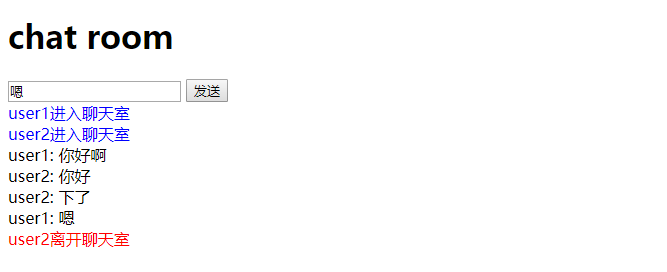 chat room
嗯 发送
user1进入聊天室
user2进入聊天室
user1: 你好啊
user2: 你好
user2: 下了
user1: 嗯
user2离开聊天室